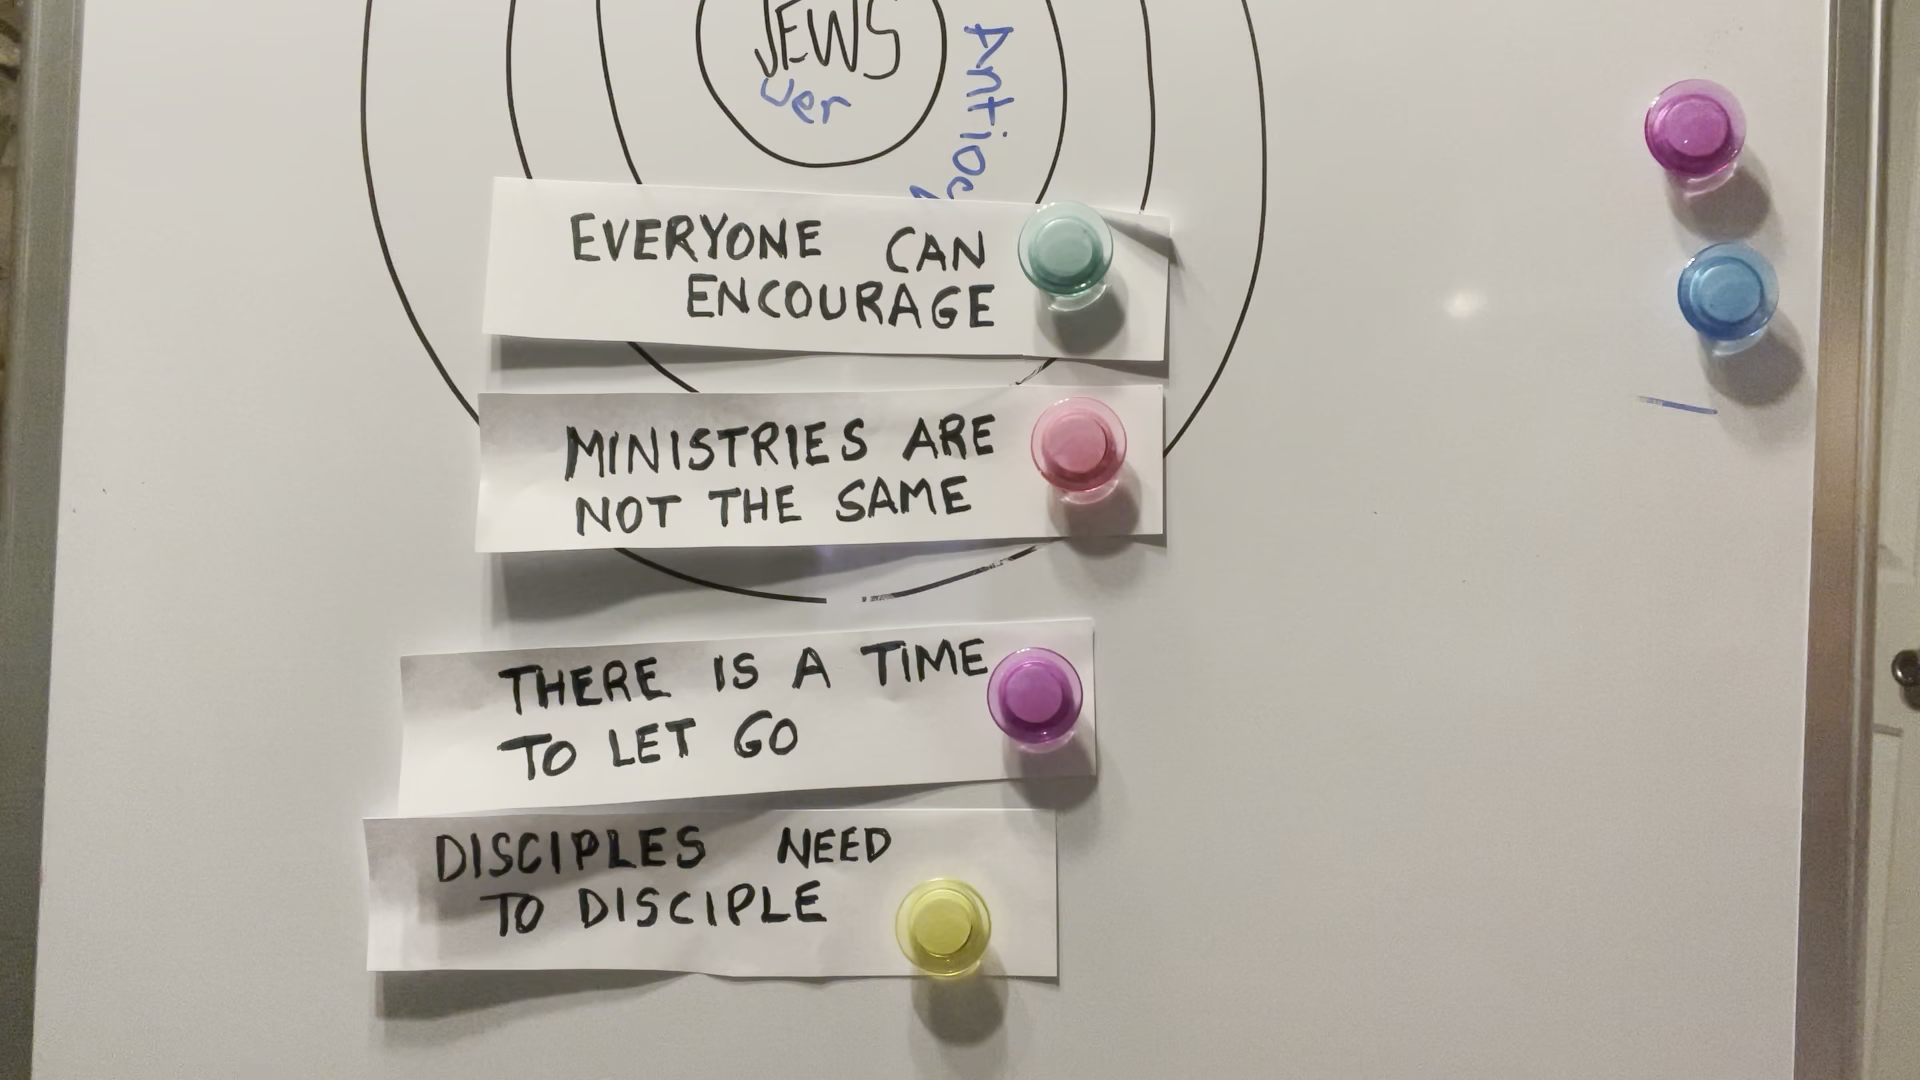 JEWS
Jer
Antioc
EVERYONE CAN
ENCOURAGE
MINISTRIES ARE
NOT THE SAME
THERE IS A TIME
TO LET GO
DISCIPLES NEED
TO DISCIPLE